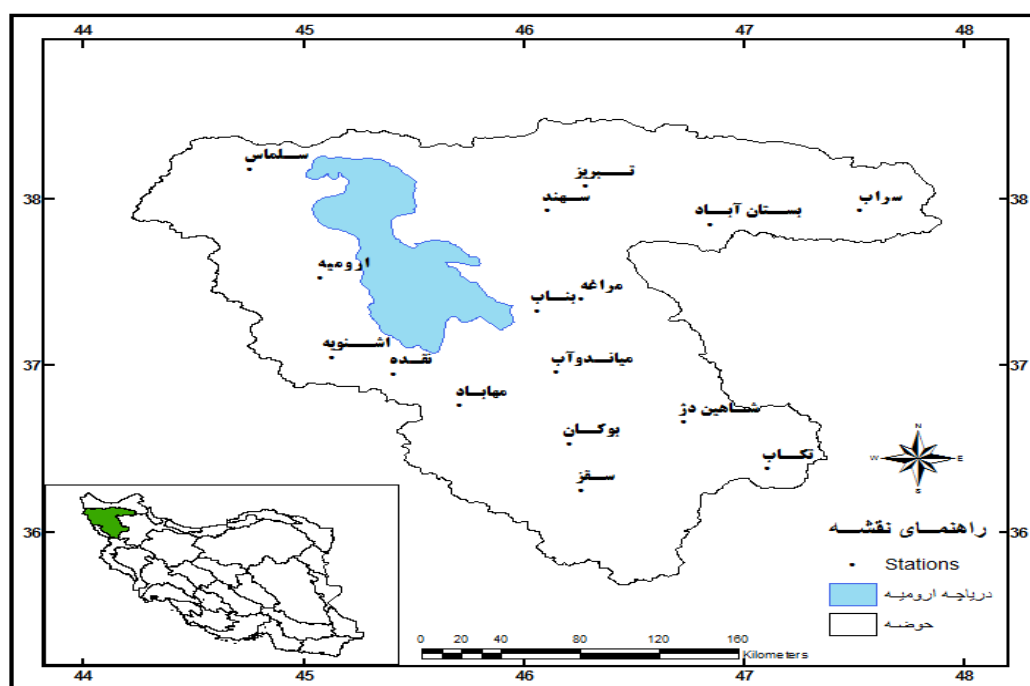 44 45 46 47 48
38
37
36
38
37
36
سلماس
تبریز
سهند
بستان آباد
سراب
ارومیه
مراغه
بناب
اشنویه
نقده
میاندوآب
مهاباد
شاهین دژ
بوکان
تکاب
سقز
N
W E
S
راهنمای نقشه
Stations
دریاچه ارومیه
حوضه
0 10 20 40 80 120 160
Kilometers
44 45 46 47 48